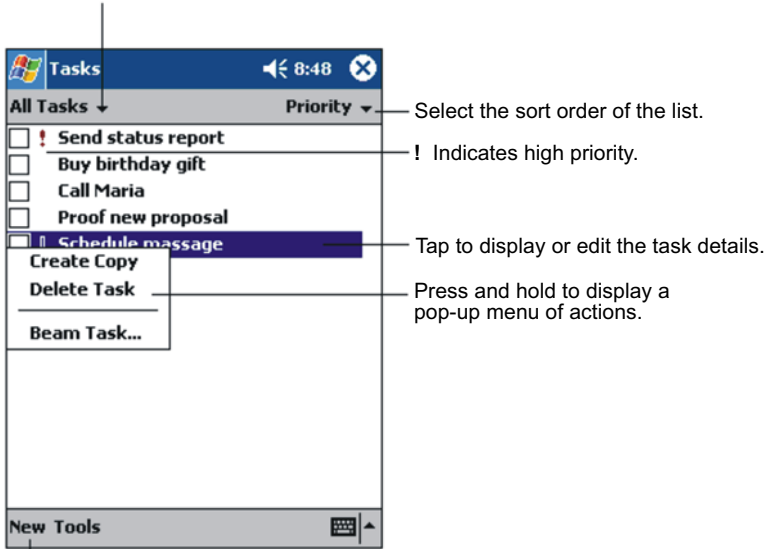 Tasks 8:48
All Tasks Priority
Select the sort order of the list.
! Send status report
! Indicates high priority.
Buy birthday gift
Call Maria
Proof new proposal
Schedule massage
Tap to display or edit the task details.
Create Copy
Delete Task
Press and hold to display a
pop-up menu of actions.
Beam Task...
New Tools